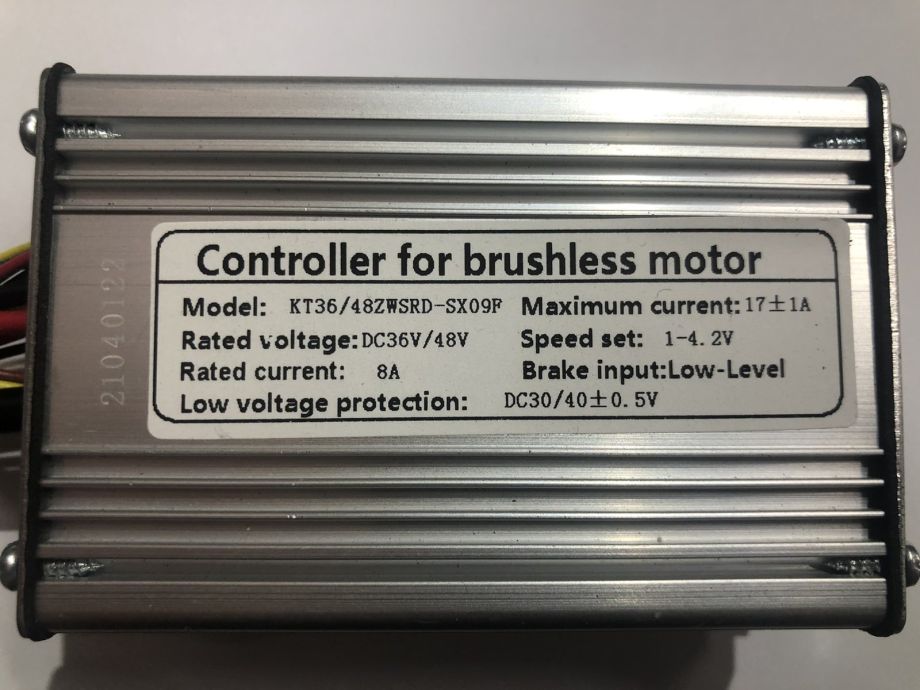 Controller for brushless motor
Model: KT36/48ZWSRD-SX09F Maximum current:17±1A
Rated voltage:DC36V/48V Speed set: 1-4.2V
Rated current: 8A Brake input:Low-Level
Low voltage protection: DC30/40±0.5V
21040122